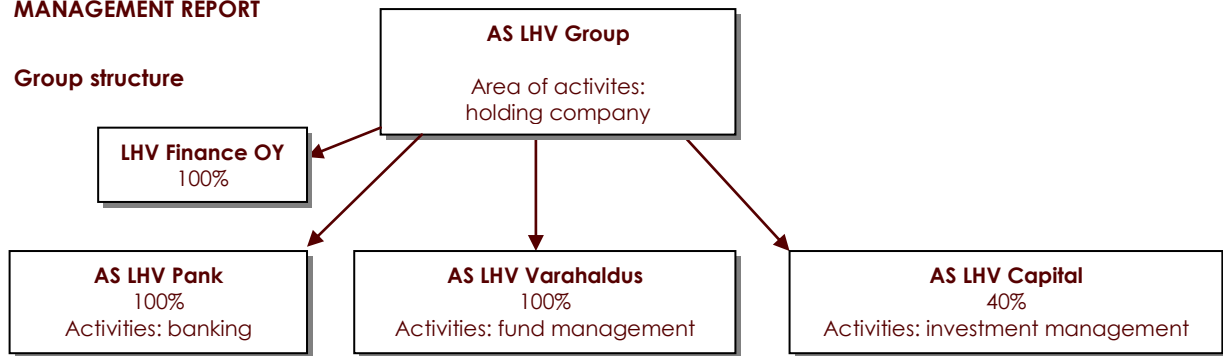 MANAGEMENT REPORT
Group structure
AS LHV Group
Area of activites:
holding company
LHV Finance OY
100%
AS LHV Pank
100%
Activities: banking
AS LHV Varahaldus
100%
Activities: fund management
AS LHV Capital
40%
Activities: investment management